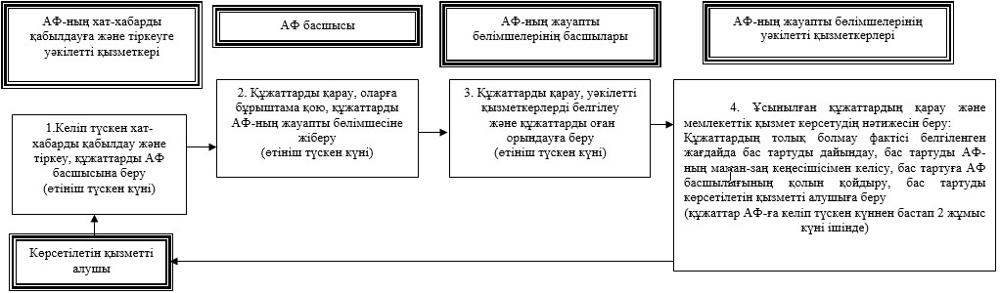 АФ-ның хат-хабарды
қабылдауға және тіркеуге
уәкілетті қызметкері
АФ басшысы
АФ-ның жауапты
бөлімшелерінің басшылары
АФ-ның жауапты бөлімшелерінің
уәкілетті қызметкерлері
1.Келіп түскен хат-
хабарды қабылдау және
тіркеу, құжаттарды АФ
басшысына беру
(өтініш түскен күні)
2. Құжаттарды қарау, оларға
бұрыштама қою, құжаттарды
АФ-ның жауапты бөлімшесіне
жіберу
(өтініш түскен күні)
3. Құжаттарды қарау, уәкілетті
қызметкерлерді белгілеу
және құжаттарды оған
орындауға беру
(өтініш түскен күні)
4. Ұсынылған құжаттардың қарау және
мемлекеттік қызмет көрсетудің нәтижесін беру:
Құжаттардың толық болмау фактісі белгіленген
жағдайда бас тартуды дайындау, бас тартуды АФ-
ның маман-заң кеңесшісімен келісу, бас тартуға АФ
басшылығының қолын қойдыру, бас тартуды
көрсетілетін қызметті алушыға беру
(құжаттар АФ-ға келіп түскен күннен бастап 2 жұмыс
күні ішінде)
Көрсетілетін қызметті
алушы